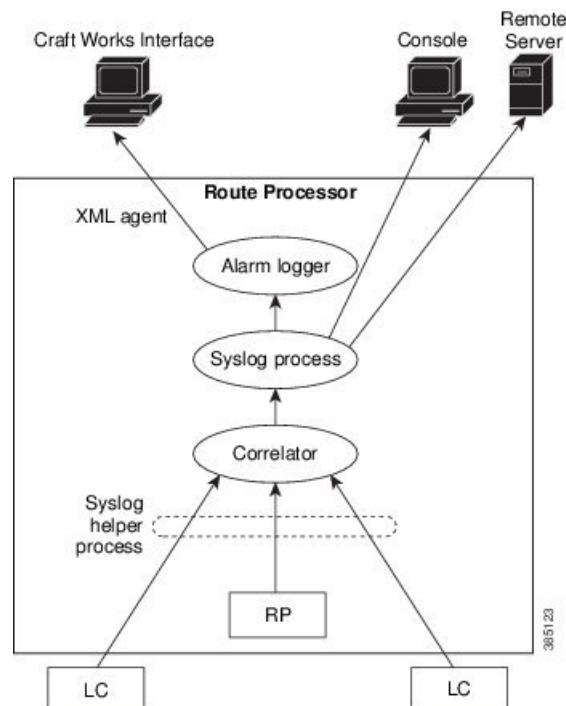 Craft Works Interface
Console
Remote
Server
Route Processor
XML agent
Alarm logger
Syslog process
Correlator
Syslog
helper
process
RP
LC
LC
385123